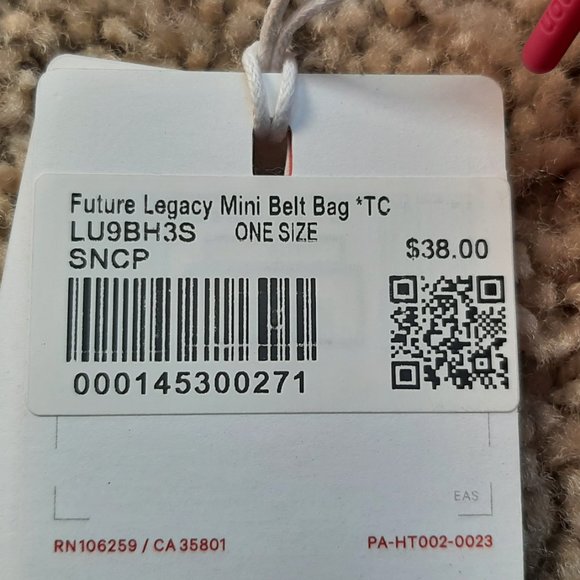 Future Legacy Mini Belt Bag *TC
LU9BH3S ONE SIZE
SNCP $38.00
000145300271
EAS
RN106259 / CA 35801 PA-HT002-0023